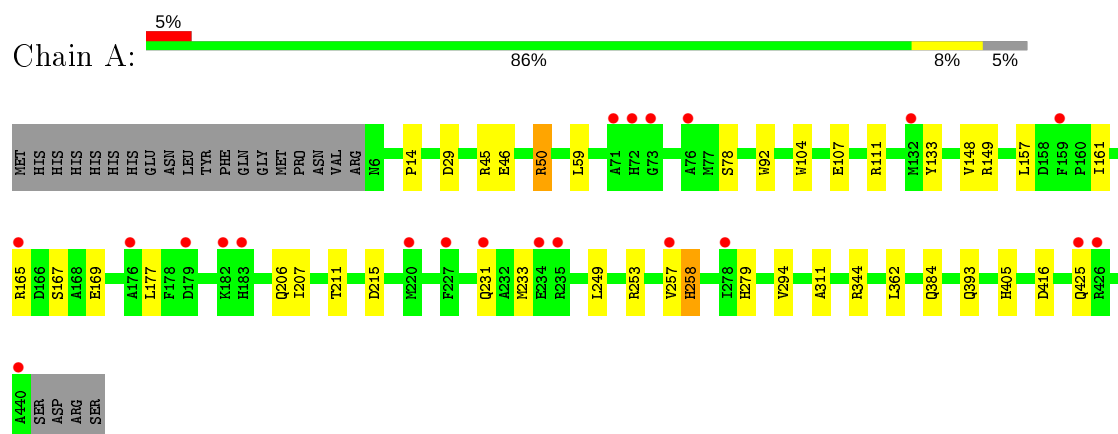 5%
Chain A:
86% 8% 5%
MET HIS HIS HIS HIS HIS HIS GLU ASN LEU TYR PHE GLN GLY MET PRO ASN VAL ARG N6 P14 D29 R45 E46 R50 L59 A71 H72 G73 A76 M77 S78 W92 W104 E107 R111 M132 Y133 V148 R149 L157 D158 F159 P160 I161
R165 D166 S167 A168 E169 A176 L177 F178 D179 K182 H183 Q206 I207 T211 D215 M220 F227 Q231 A232 M233 E234 R235 L249 R253 V257 H258 I278 H279 V294 A311 R344 L362 Q384 Q393 H405 D416 Q425 R426
A440 SER ASP ARG SER